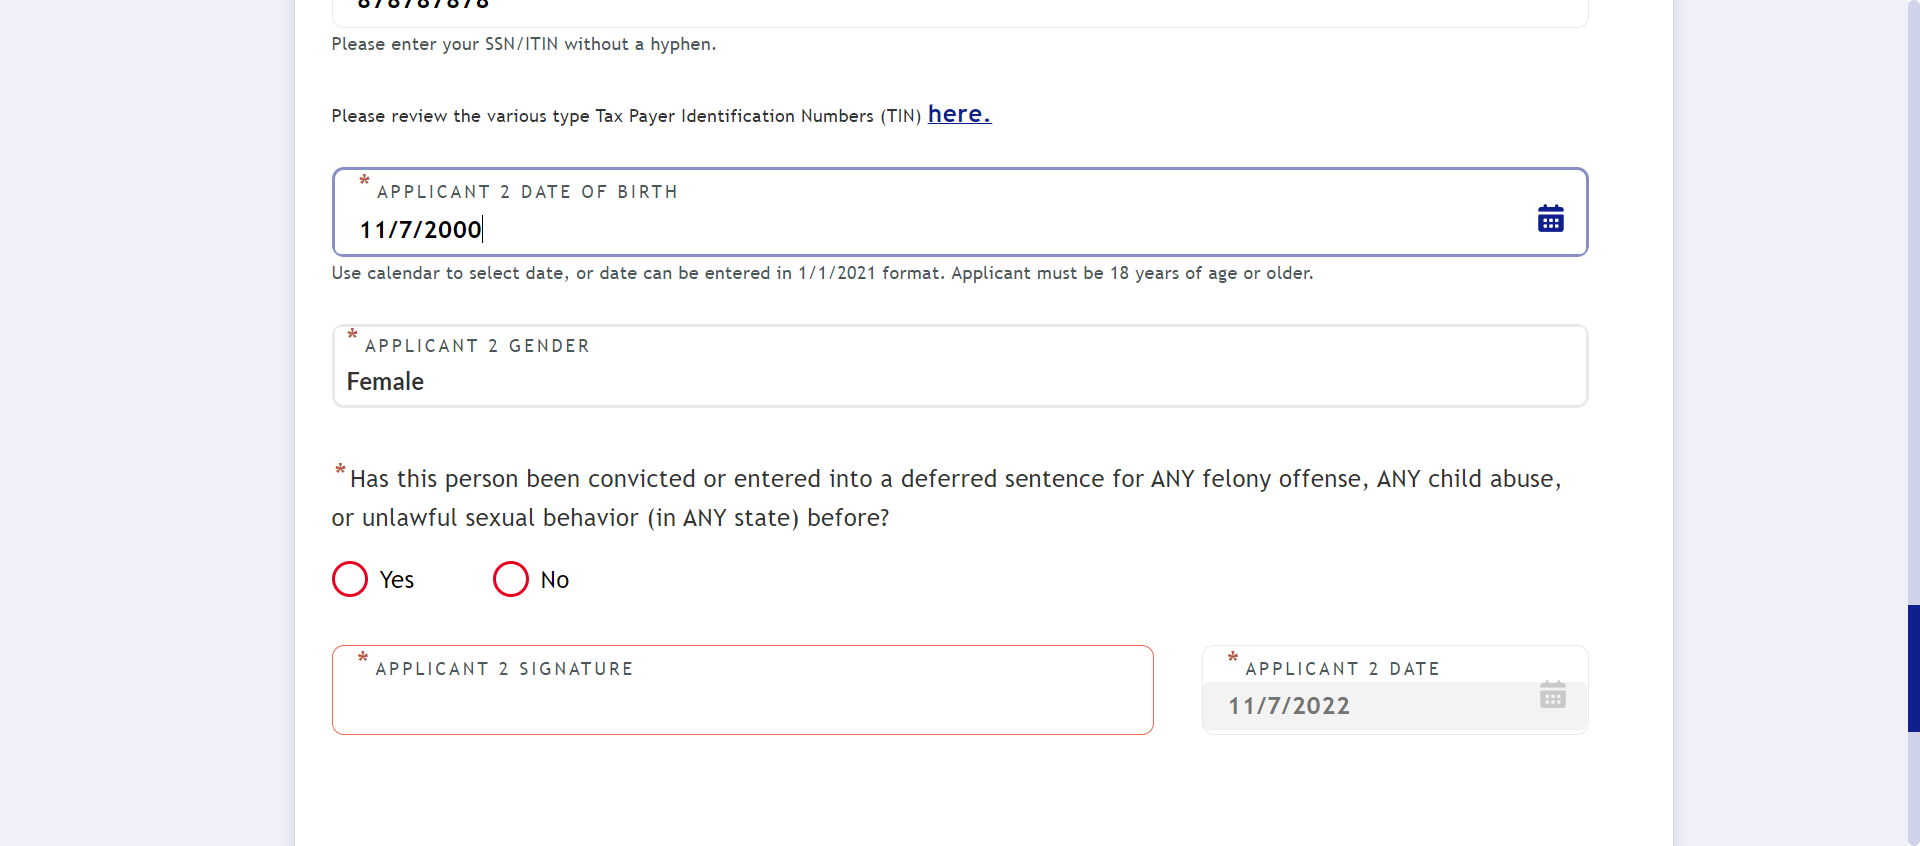 878787878
Please enter your SSN/ITIN without a hyphen.
Please review the various type Tax Payer Identification Numbers (TIN) here.
* APPLICANT 2 DATE OF BIRTH
11/7/2000
Use calendar to select date, or date can be entered in 1/1/2021 format. Applicant must be 18 years of age or older.
* APPLICANT 2 GENDER
Female
*Has this person been convicted or entered into a deferred sentence for ANY felony offense, ANY child abuse,
or unlawful sexual behavior (in ANY state) before?
Yes No
* APPLICANT 2 SIGNATURE
* APPLICANT 2 DATE
11/7/2022